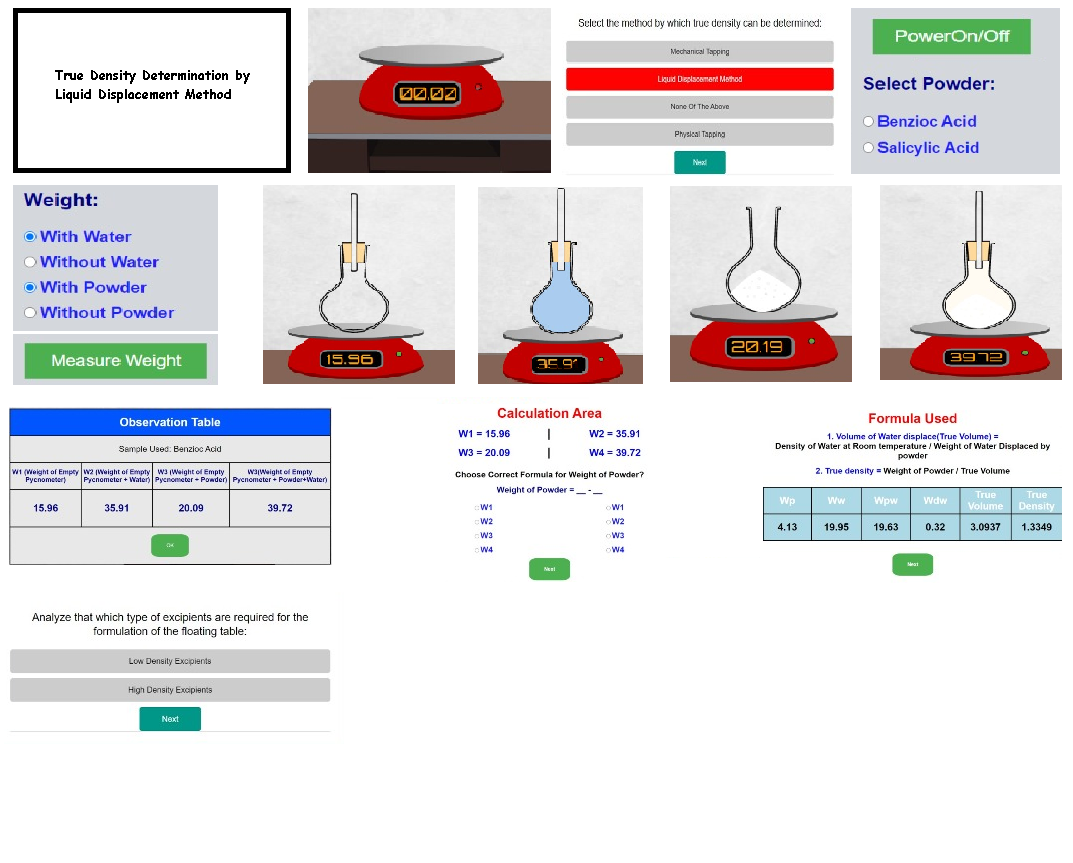 True Density Determination by
Liquid Displacement Method
00.02
Select the method by which true density can be determined:
Mechanical Tapping
Liquid Displacement Method
None Of The Above
Physical Tapping
Next
PowerOn/Off
Select Powder:
Benzioc Acid
Salicylic Acid
Weight:
With Water
Without Water
With Powder
Without Powder
Measure Weight
15.96
35.91
20.19
39.72
Observation Table
Sample Used: Benzioc Acid
W1 (Weight of Empty Pycnometer)
W2 (Weight of Empty Pycnometer + Water)
W3 (Weight of Empty Pycnometer + Powder)
W3(Weight of Empty Pycnometer + Powder+Water)
15.96 35.91 20.09 39.72
OK
Calculation Area
W1 = 15.96 | W2 = 35.91
W3 = 20.09 | W4 = 39.72
Choose Correct Formula for Weight of Powder?
Weight of Powder = __ - __
W1 W1
W2 W2
W3 W3
W4 W4
Next
Formula Used
1. Volume of Water displace(True Volume) =
Density of Water at Room temperature / Weight of Water Displaced by
powder
2. True density = Weight of Powder / True Volume
Wp Ww Wpw Wdw True Volume True Density
4.13 19.95 19.63 0.32 3.0937 1.3349
Next
Analyze that which type of excipients are required for the
formulation of the floating table:
Low Density Excipients
High Density Excipients
Next